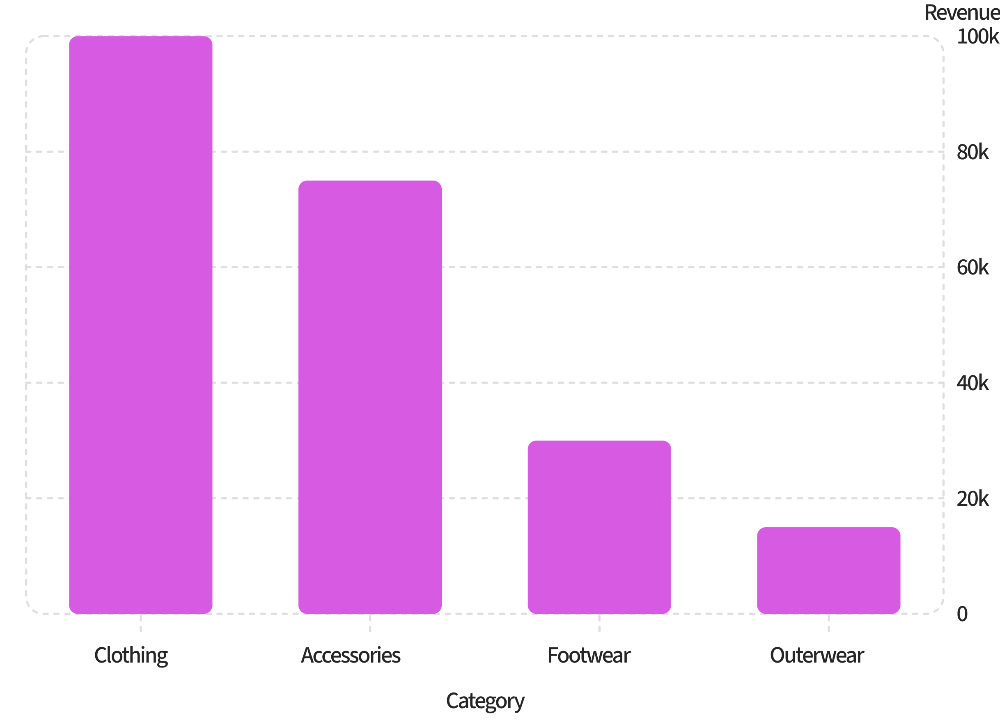 Revenue
100k
80k
60k
40k
20k
0
Clothing Accessories Footwear Outerwear
Category